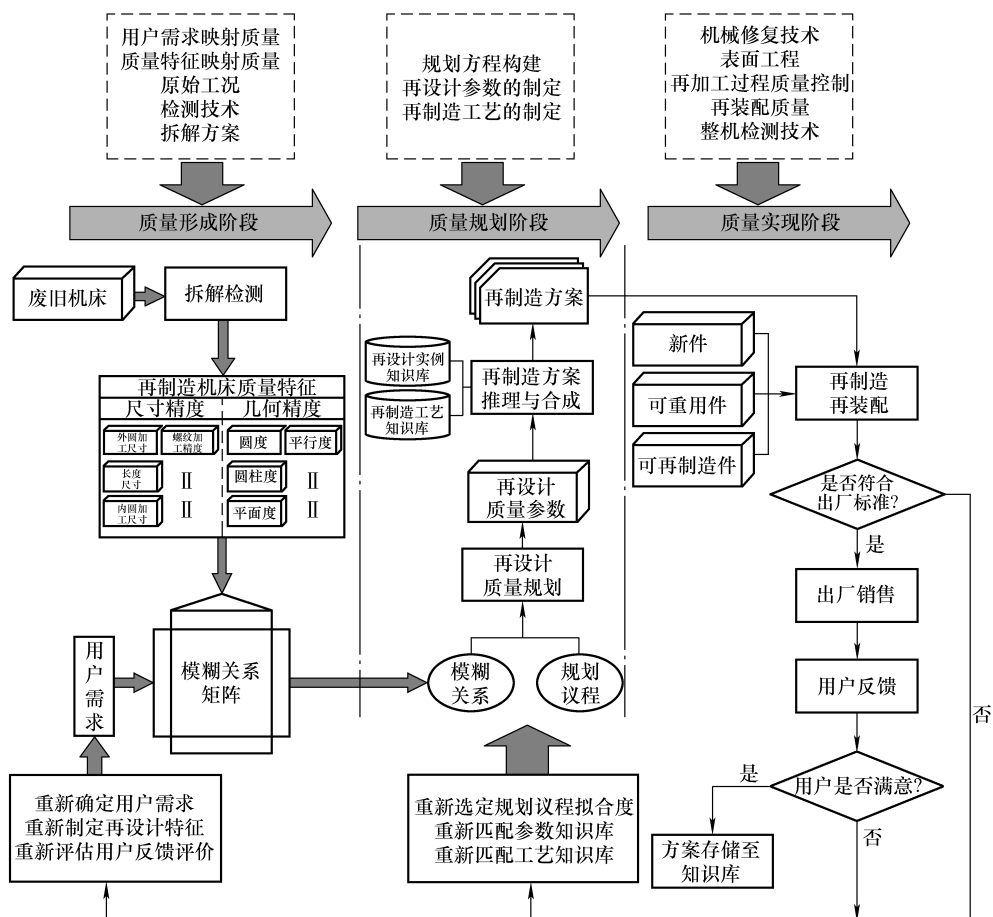 用户需求映射质量
质量特征映射质量
原始工况
检测技术
拆解方案
规划方程构建
再设计参数的制定
再制造工艺的制定
机械修复技术
表面工程
再加工过程质量控制
再装配质量
整机检测技术
质量形成阶段
质量规划阶段
质量实现阶段
废旧机床
拆解检测
再制造机床质量特征
尺寸精度
几何精度
外圆加
工尺寸
螺纹加
工精度
圆度
平行度
长度
尺寸
圆柱度
内圆加
工尺寸
平面度
用户需求
模糊关系
矩阵
重新确定用户需求
重新制定再设计特征
重新评估用户反馈评价
再制造方案
再设计实例
知识库
再制造工艺
知识库
再制造方案
推理与合成
再设计
质量参数
再设计
质量规划
模糊
关系
规划
议程
重新选定规划议程拟合度
重新匹配参数知识库
重新匹配工艺知识库
新件
可重用件
可再制造件
再制造
再装配
是否符合
出厂标准?
是
出厂销售
用户反馈
否
用户是否满意?
是
否
方案存储至
知识库